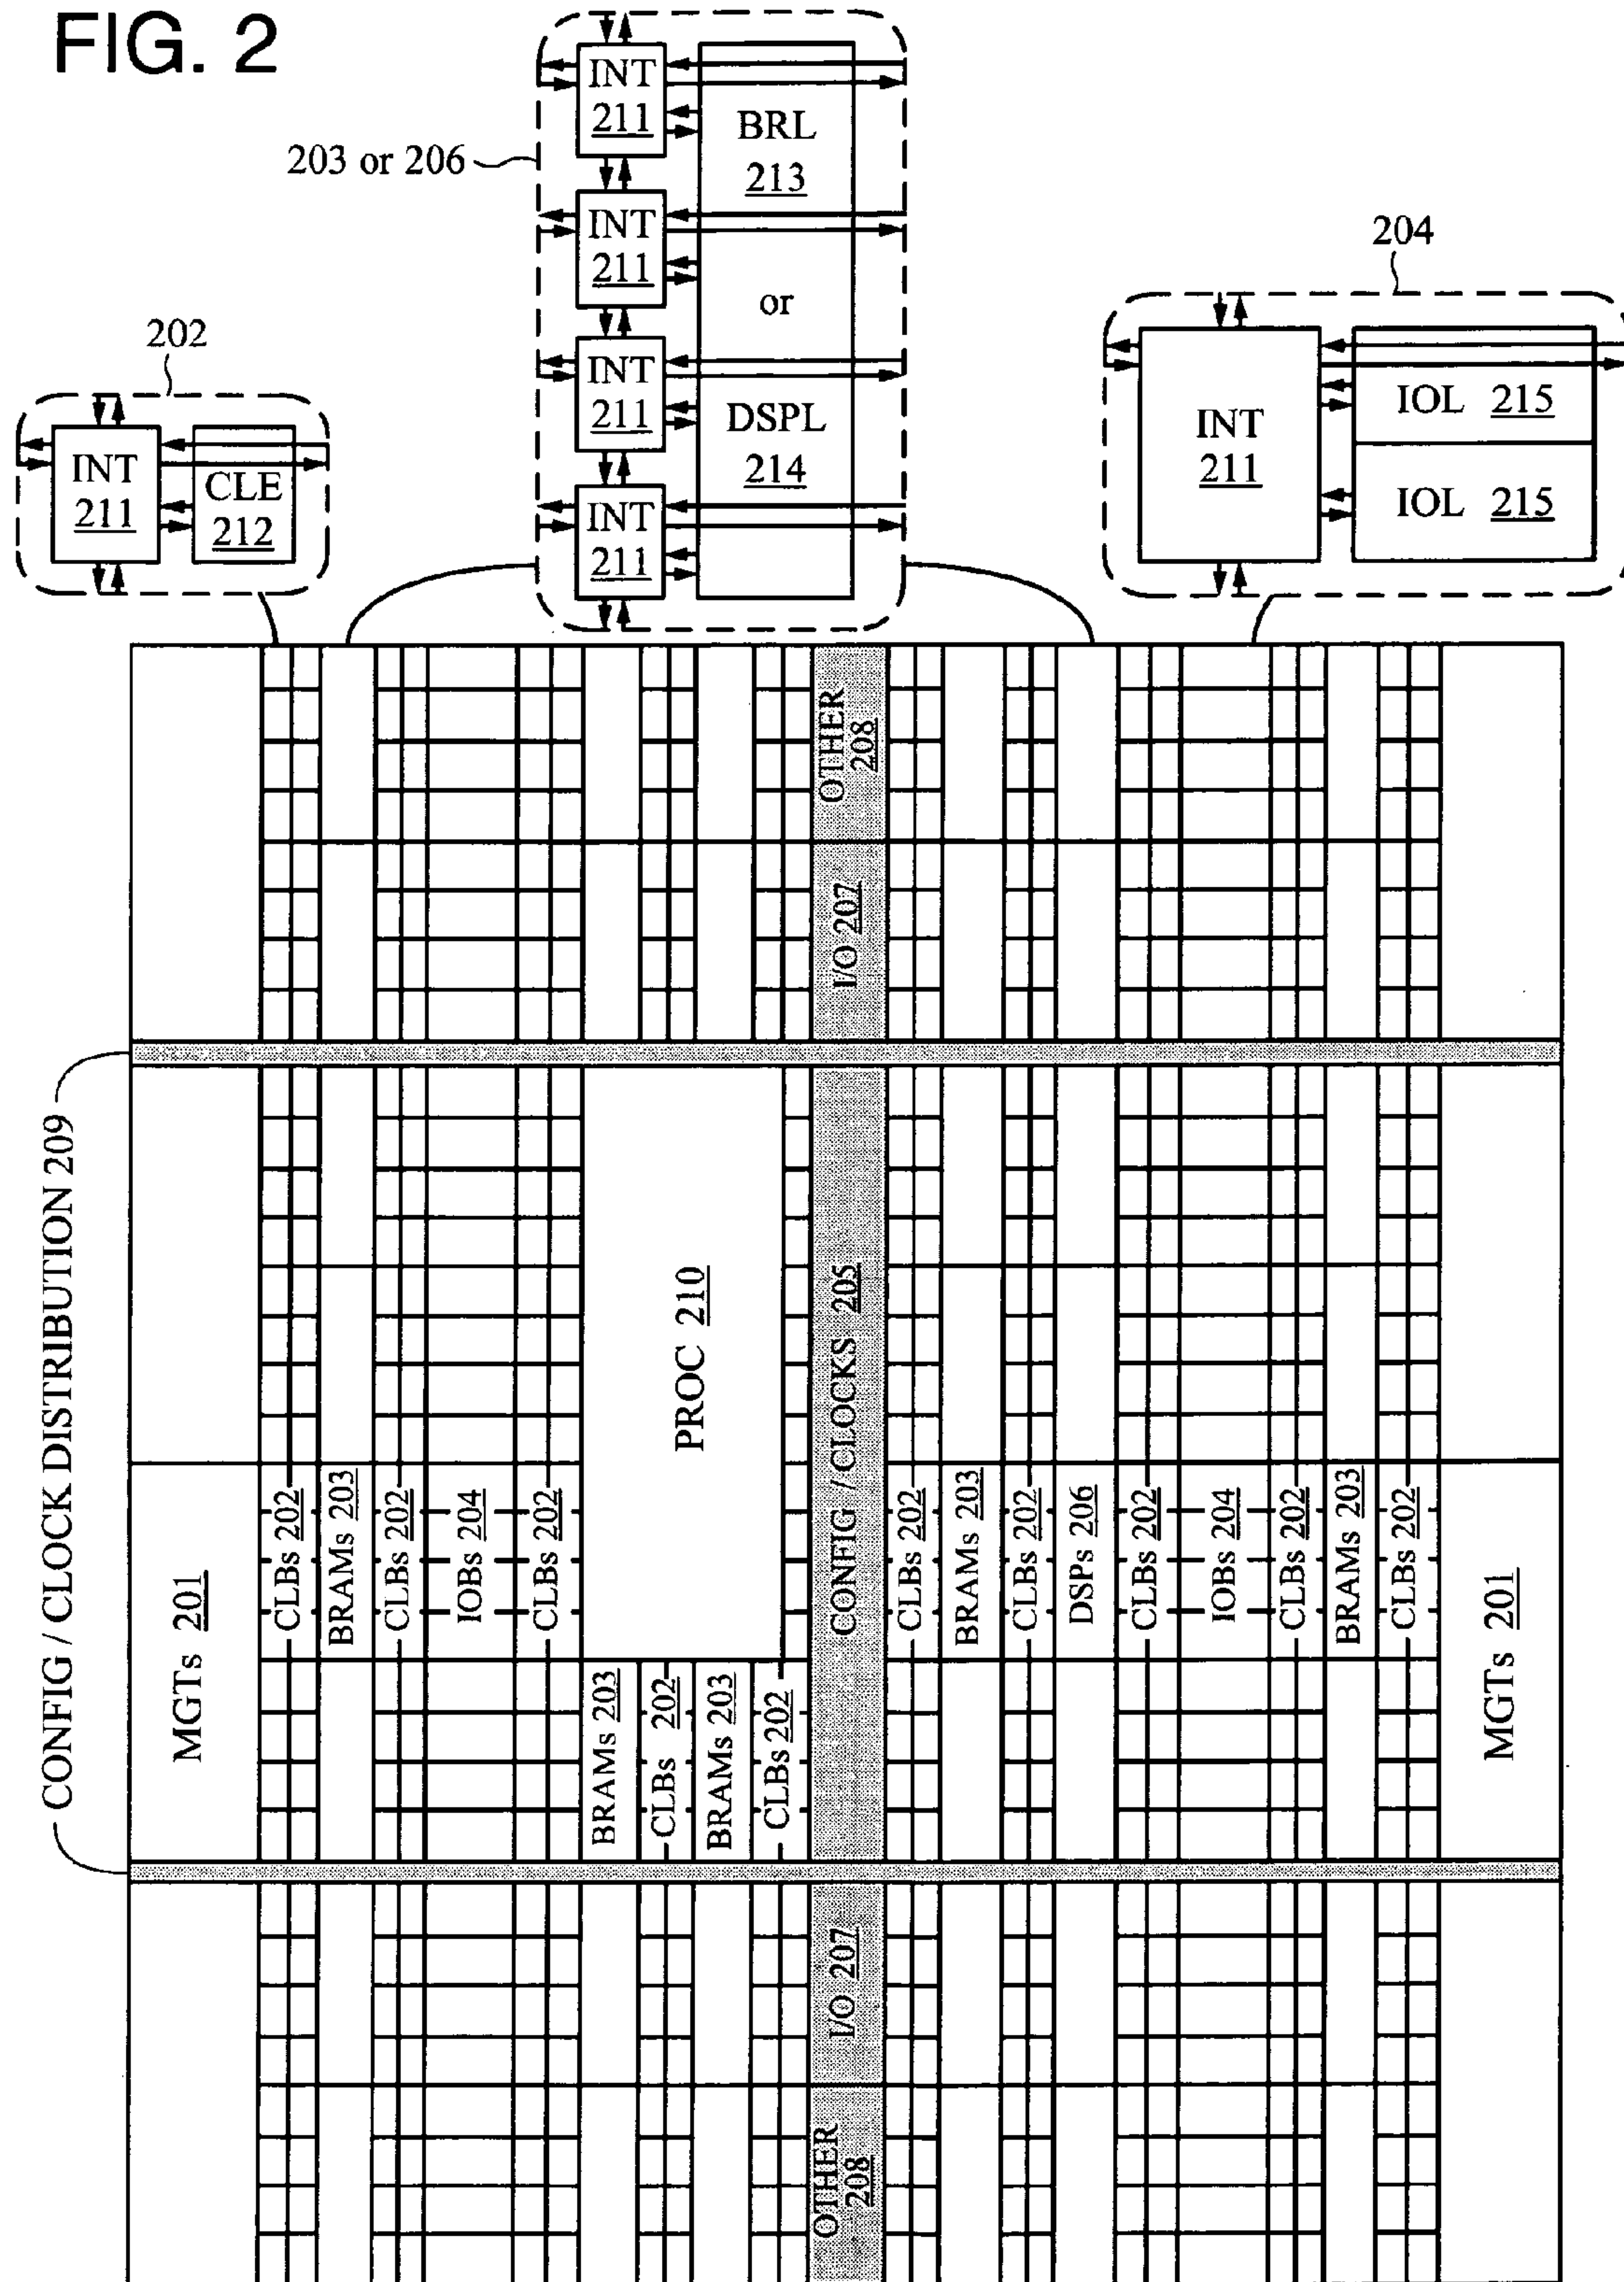 FIG. 2
203 or 206
INT
211
INT
211
INT
211
INT
211
BRL
213
or
DSPL
214
204
INT
211
IOL 215
IOL 215
202
INT
211
CLE
212
OTHER
208
I/O 207
CONFIG / CLOCK DISTRIBUTION 209
PROC 210
CONFIG / CLOCKS 205
MGTs 201
CLBs 202
BRAMs 203
CLBs 202
IOBs 204
CLBs 202
BRAMs 203
CLBs 202
BRAMs 203
CLBs 202
CLBs 202
BRAMs 203
CLBs 202
DSPs 206
CLBs 202
IOBs 204
CLBs 202
BRAMs 203
CLBs 202
MGTs 201
I/O 207
OTHER
208